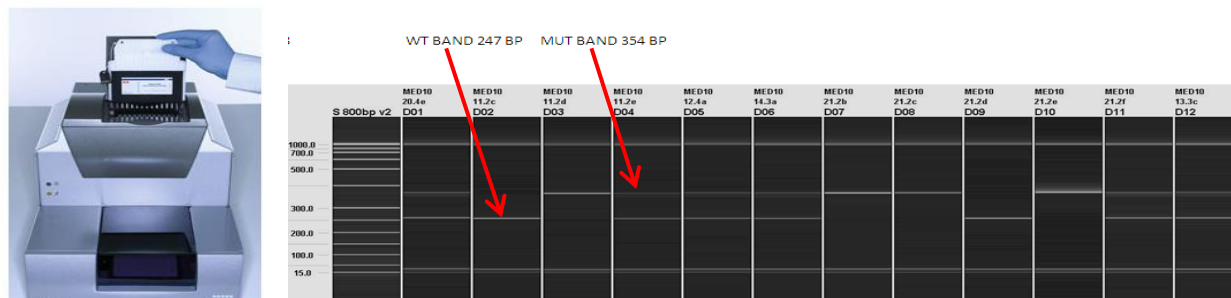 WT BAND 247 BP MUT BAND 354 BP
S 800bp v2
MED10 20.4e D01
MED10 11.2c D02
MED10 11.2d D03
MED10 11.2e D04
MED10 12.4a D05
MED10 14.3a D06
MED10 21.2b D07
MED10 21.2c D08
MED10 21.2d D09
MED10 21.2e D10
MED10 21.2f D11
MED10 13.3c D12
1000.0
700.0
500.0
300.0
200.0
100.0
15.0